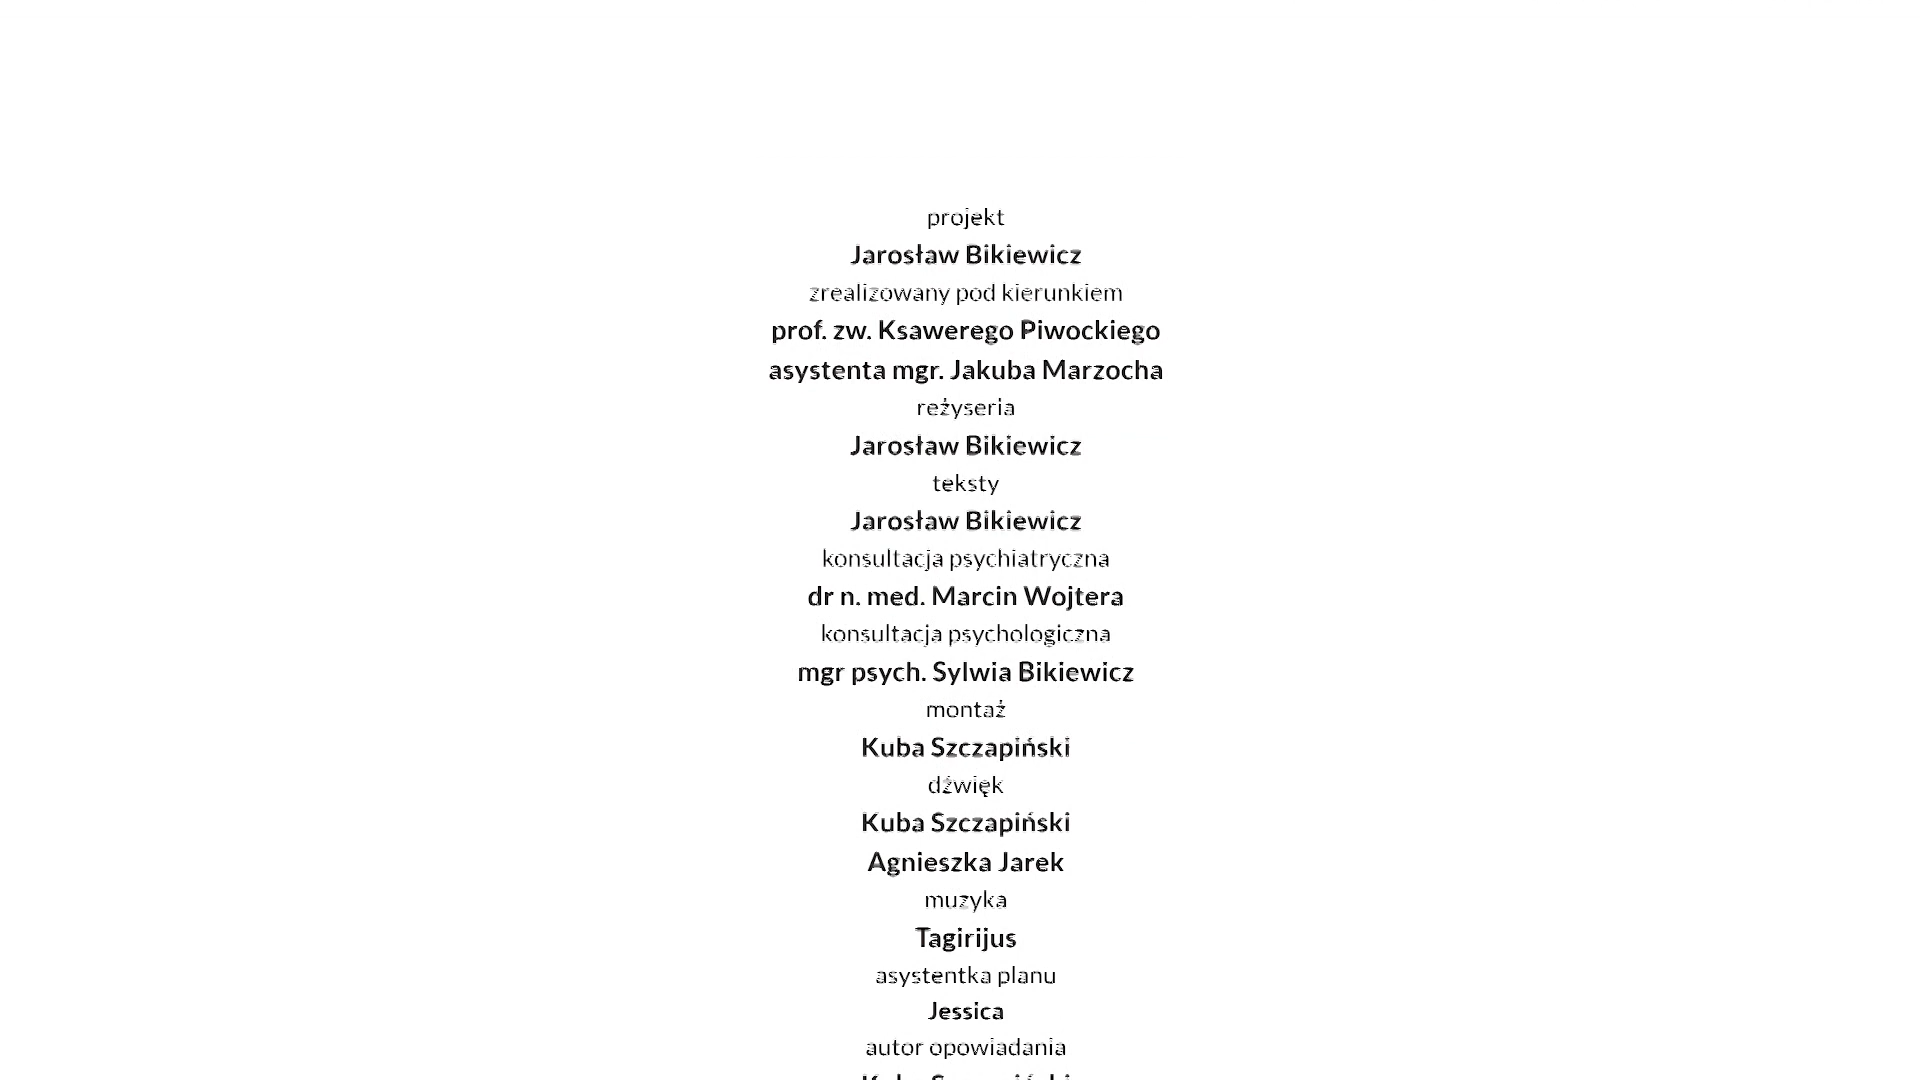 projekt
Jarosław Bikiewicz
zrealizowany pod kierunkiem
prof. zw. Ksawerego Piwockiego
asystenta mgr. Jakuba Marzocha
reżyseria
Jarosław Bikiewicz
teksty
Jarosław Bikiewicz
konsultacja psychiatryczna
dr n. med. Marcin Wojtera
konsultacja psychologiczna
mgr psych. Sylwia Bikiewicz
montaż
Kuba Szczapiński
dźwięk
Kuba Szczapiński
Agnieszka Jarek
muzyka
Tagirijus
asystentka planu
Jessica
autor opowiadania